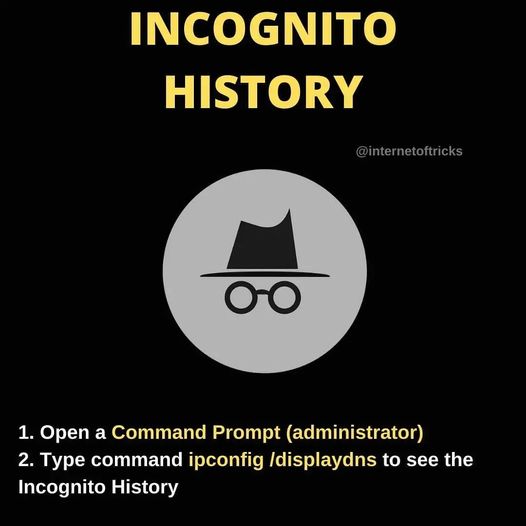 INCOGNITO
HISTORY
@internetoftricks
1. Open a Command Prompt (administrator)
2. Type command ipconfig /displaydns to see the
Incognito History